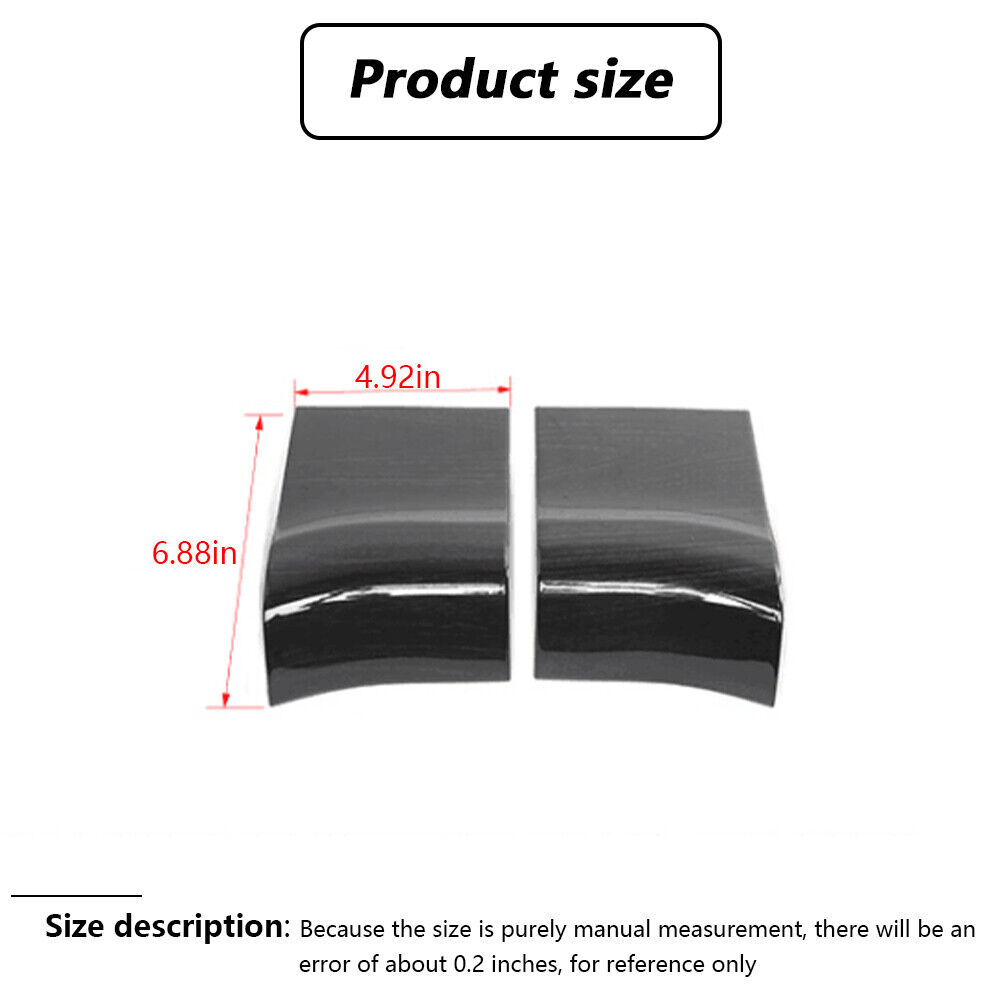 Product size
4.92in
6.88in
Size description: Because the size is purely manual measurement, there will be an
error of about 0.2 inches, for reference only